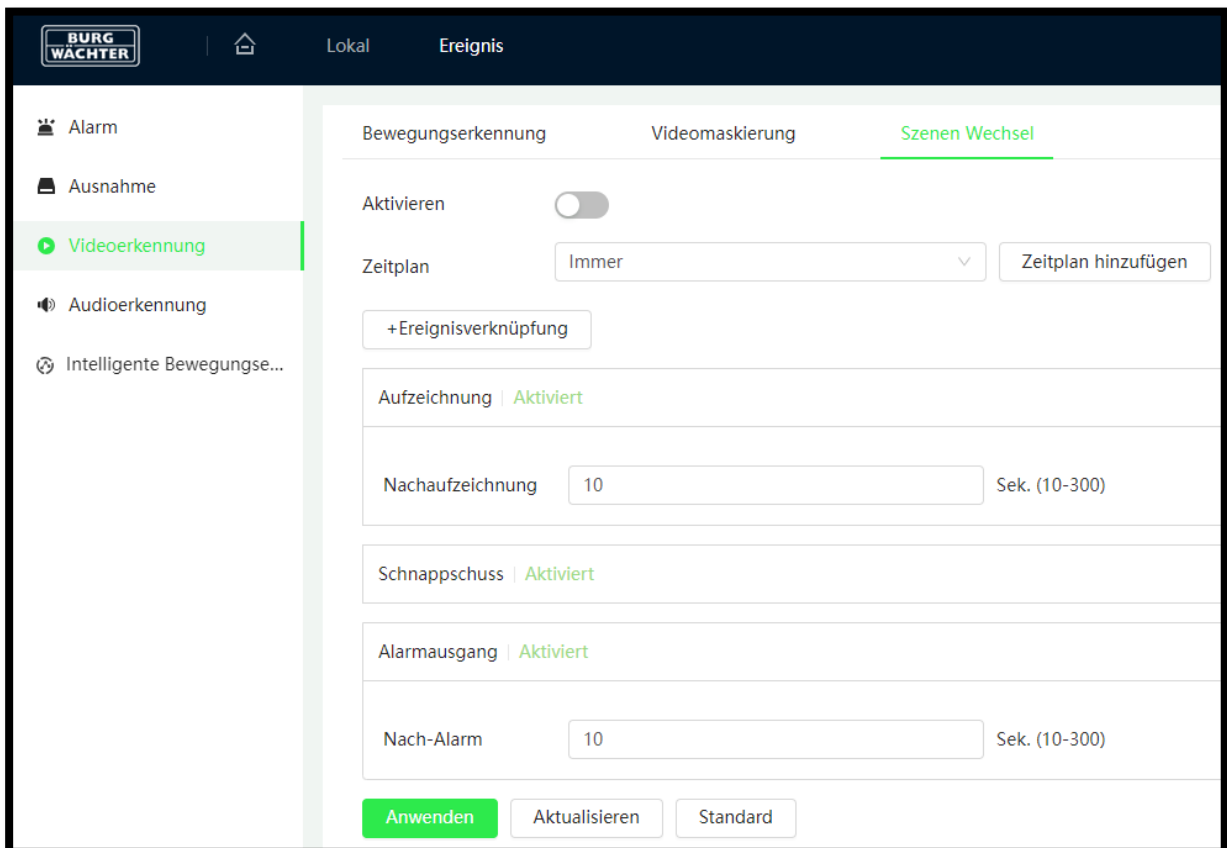 BURG
WÄCHTER
Lokal Ereignis
Alarm
Ausnahme
Videoerkennung
Audioerkennung
Intelligente Bewegungse...
Bewegungserkennung Videomaskierung Szenen Wechsel
Aktivieren
Zeitplan Immer Zeitplan hinzufügen
+Ereignisverknüpfung
Aufzeichnung Aktiviert
Nachaufzeichnung 10 Sek. (10-300)
Schnappschuss Aktiviert
Alarmausgang Aktiviert
Nach-Alarm 10 Sek. (10-300)
Anwenden Aktualisieren Standard